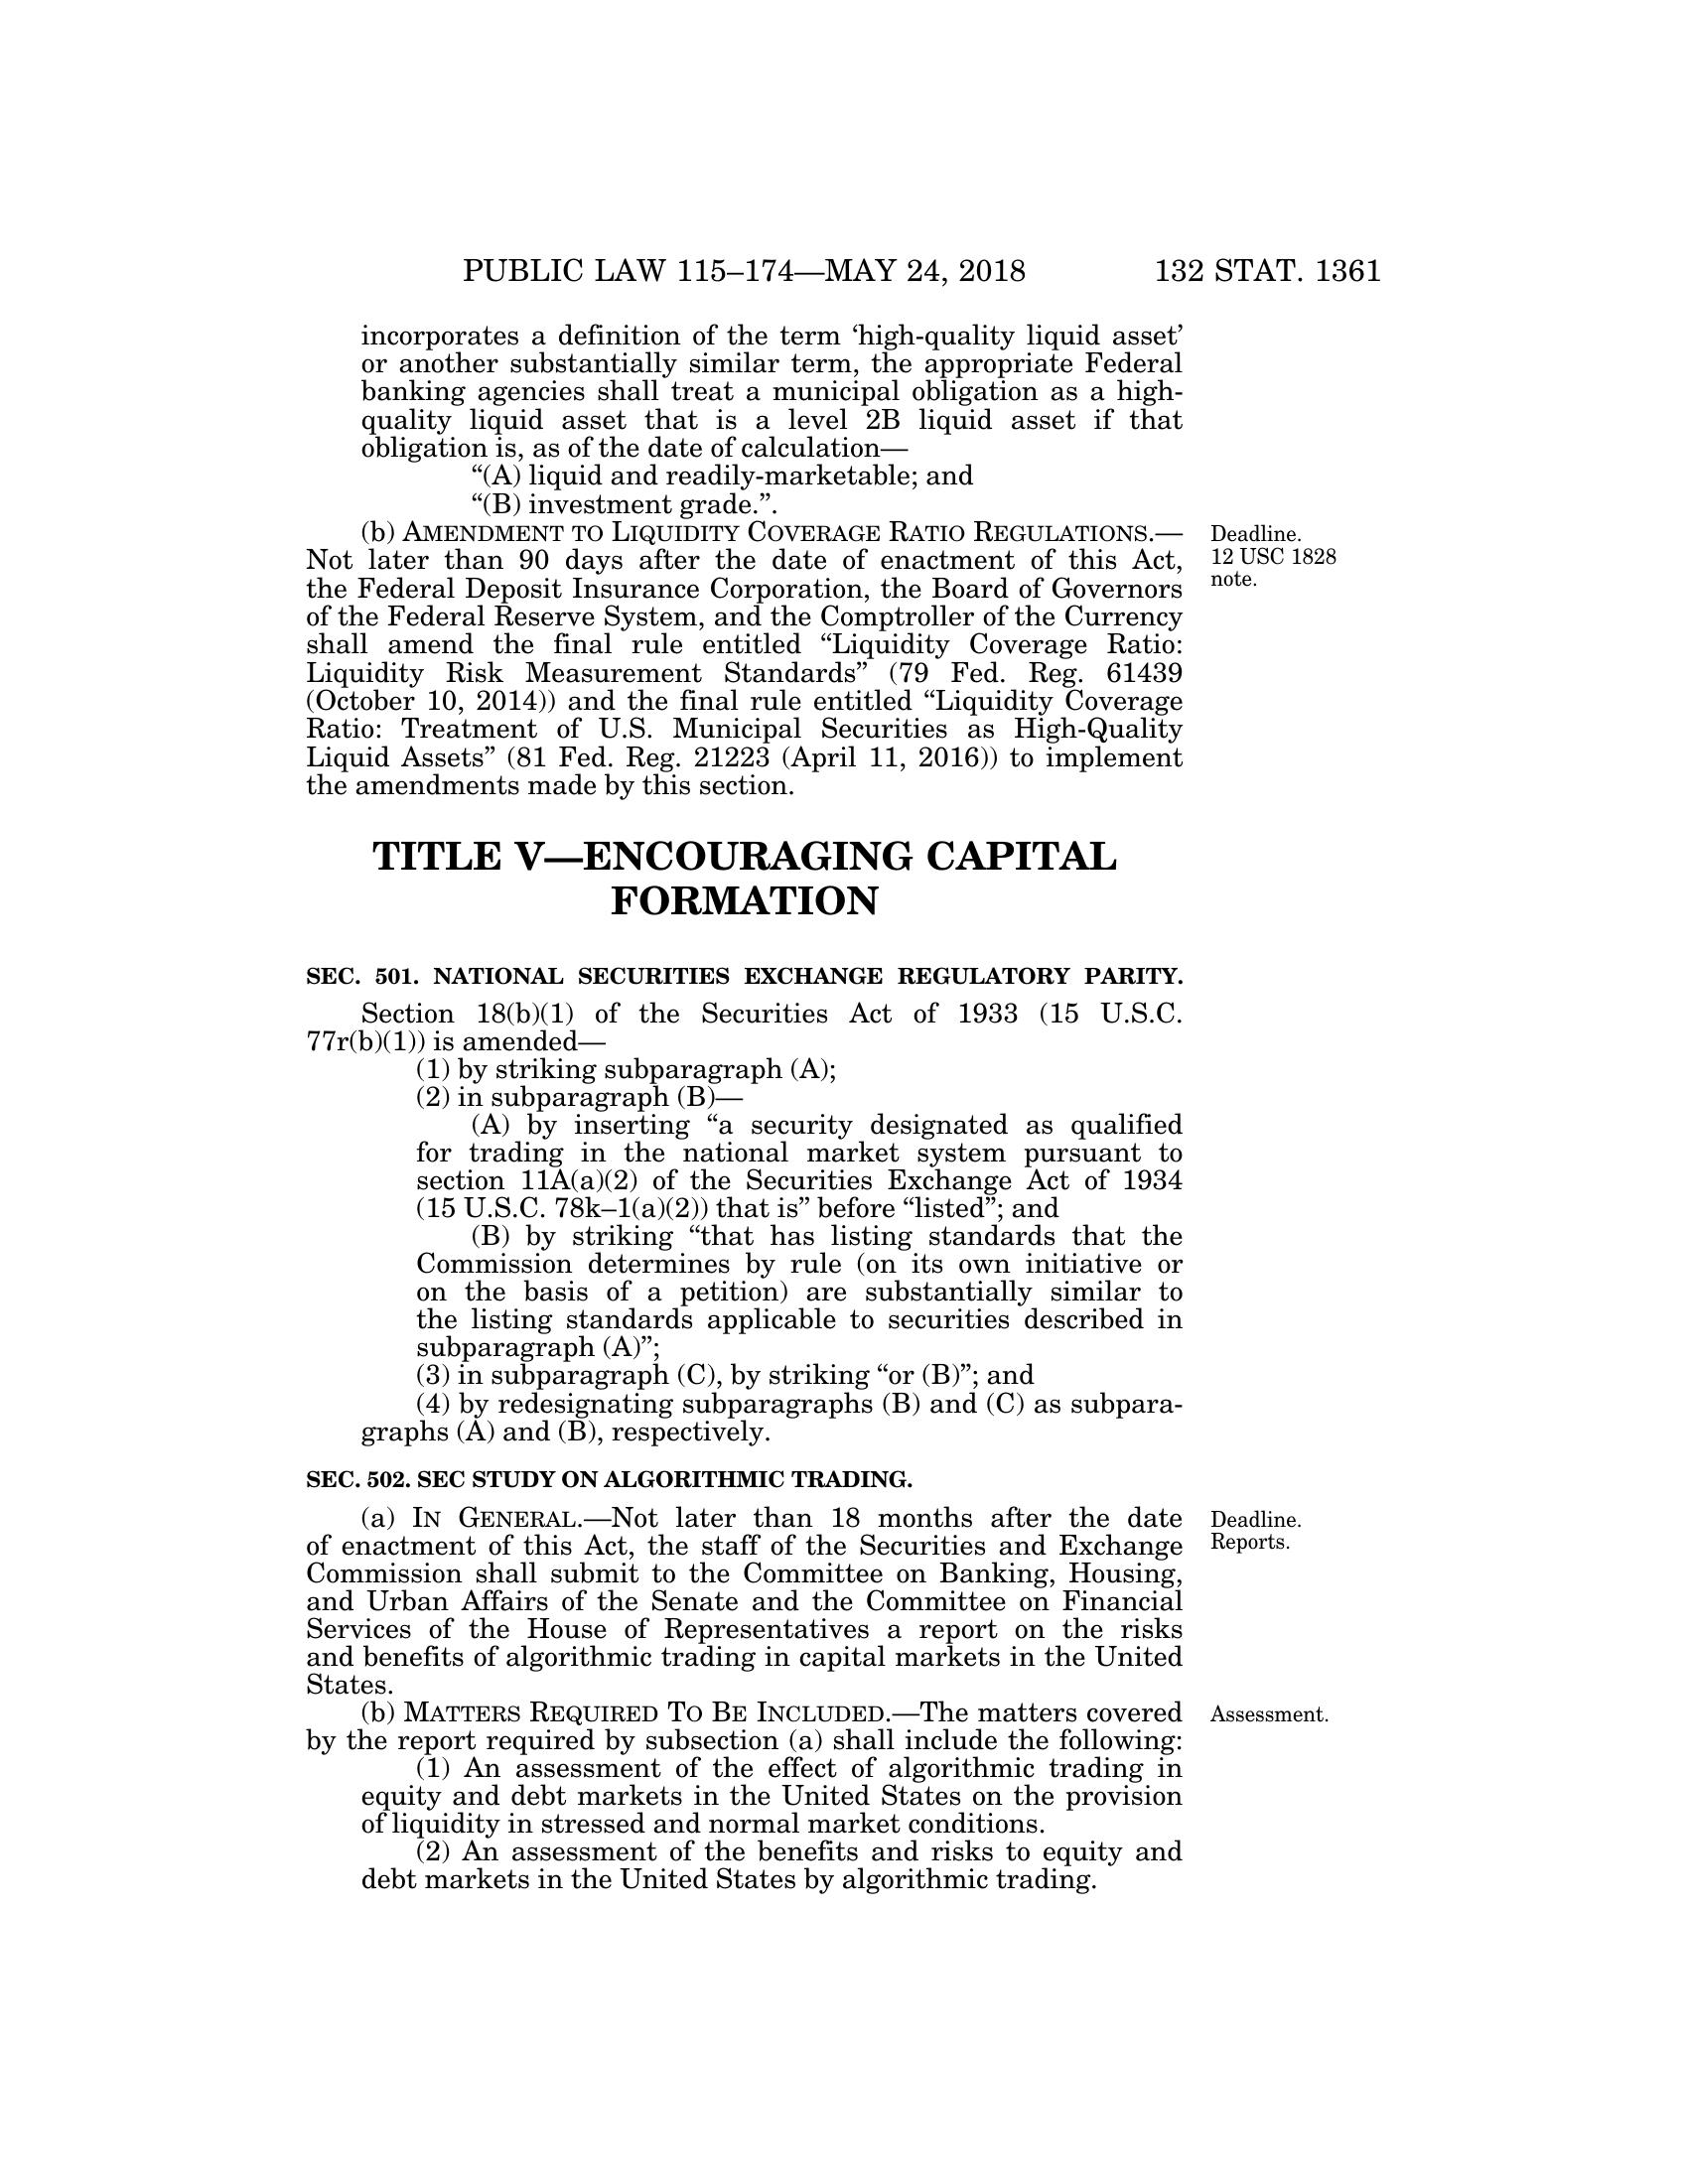 PUBLIC LAW 115–174—MAY 24, 2018 132 STAT. 1361
incorporates a definition of the term ‘high-quality liquid asset’
or another substantially similar term, the appropriate Federal
banking agencies shall treat a municipal obligation as a high-
quality liquid asset that is a level 2B liquid asset if that
obligation is, as of the date of calculation—
“(A) liquid and readily-marketable; and
“(B) investment grade.”.
(b) AMENDMENT TO LIQUIDITY COVERAGE RATIO REGULATIONS.—
Not later than 90 days after the date of enactment of this Act,
the Federal Deposit Insurance Corporation, the Board of Governors
of the Federal Reserve System, and the Comptroller of the Currency
shall amend the final rule entitled “Liquidity Coverage Ratio:
Liquidity Risk Measurement Standards” (79 Fed. Reg. 61439
(October 10, 2014)) and the final rule entitled “Liquidity Coverage
Ratio: Treatment of U.S. Municipal Securities as High-Quality
Liquid Assets” (81 Fed. Reg. 21223 (April 11, 2016)) to implement
the amendments made by this section.
Deadline.
12 USC 1828
note.
TITLE V—ENCOURAGING CAPITAL
FORMATION
SEC. 501. NATIONAL SECURITIES EXCHANGE REGULATORY PARITY.
Section 18(b)(1) of the Securities Act of 1933 (15 U.S.C.
77r(b)(1)) is amended—
(1) by striking subparagraph (A);
(2) in subparagraph (B)—
(A) by inserting “a security designated as qualified
for trading in the national market system pursuant to
section 11A(a)(2) of the Securities Exchange Act of 1934
(15 U.S.C. 78k–1(a)(2)) that is” before “listed”; and
(B) by striking “that has listing standards that the
Commission determines by rule (on its own initiative or
on the basis of a petition) are substantially similar to
the listing standards applicable to securities described in
subparagraph (A)”;
(3) in subparagraph (C), by striking “or (B)”; and
(4) by redesignating subparagraphs (B) and (C) as subpara-
graphs (A) and (B), respectively.
SEC. 502. SEC STUDY ON ALGORITHMIC TRADING.
(a) IN GENERAL.—Not later than 18 months after the date
of enactment of this Act, the staff of the Securities and Exchange
Commission shall submit to the Committee on Banking, Housing,
and Urban Affairs of the Senate and the Committee on Financial
Services of the House of Representatives a report on the risks
and benefits of algorithmic trading in capital markets in the United
States.
Deadline.
Reports.
(b) MATTERS REQUIRED TO BE INCLUDED.—The matters covered
by the report required by subsection (a) shall include the following:
Assessment.
(1) An assessment of the effect of algorithmic trading in
equity and debt markets in the United States on the provision
of liquidity in stressed and normal market conditions.
(2) An assessment of the benefits and risks to equity and
debt markets in the United States by algorithmic trading.